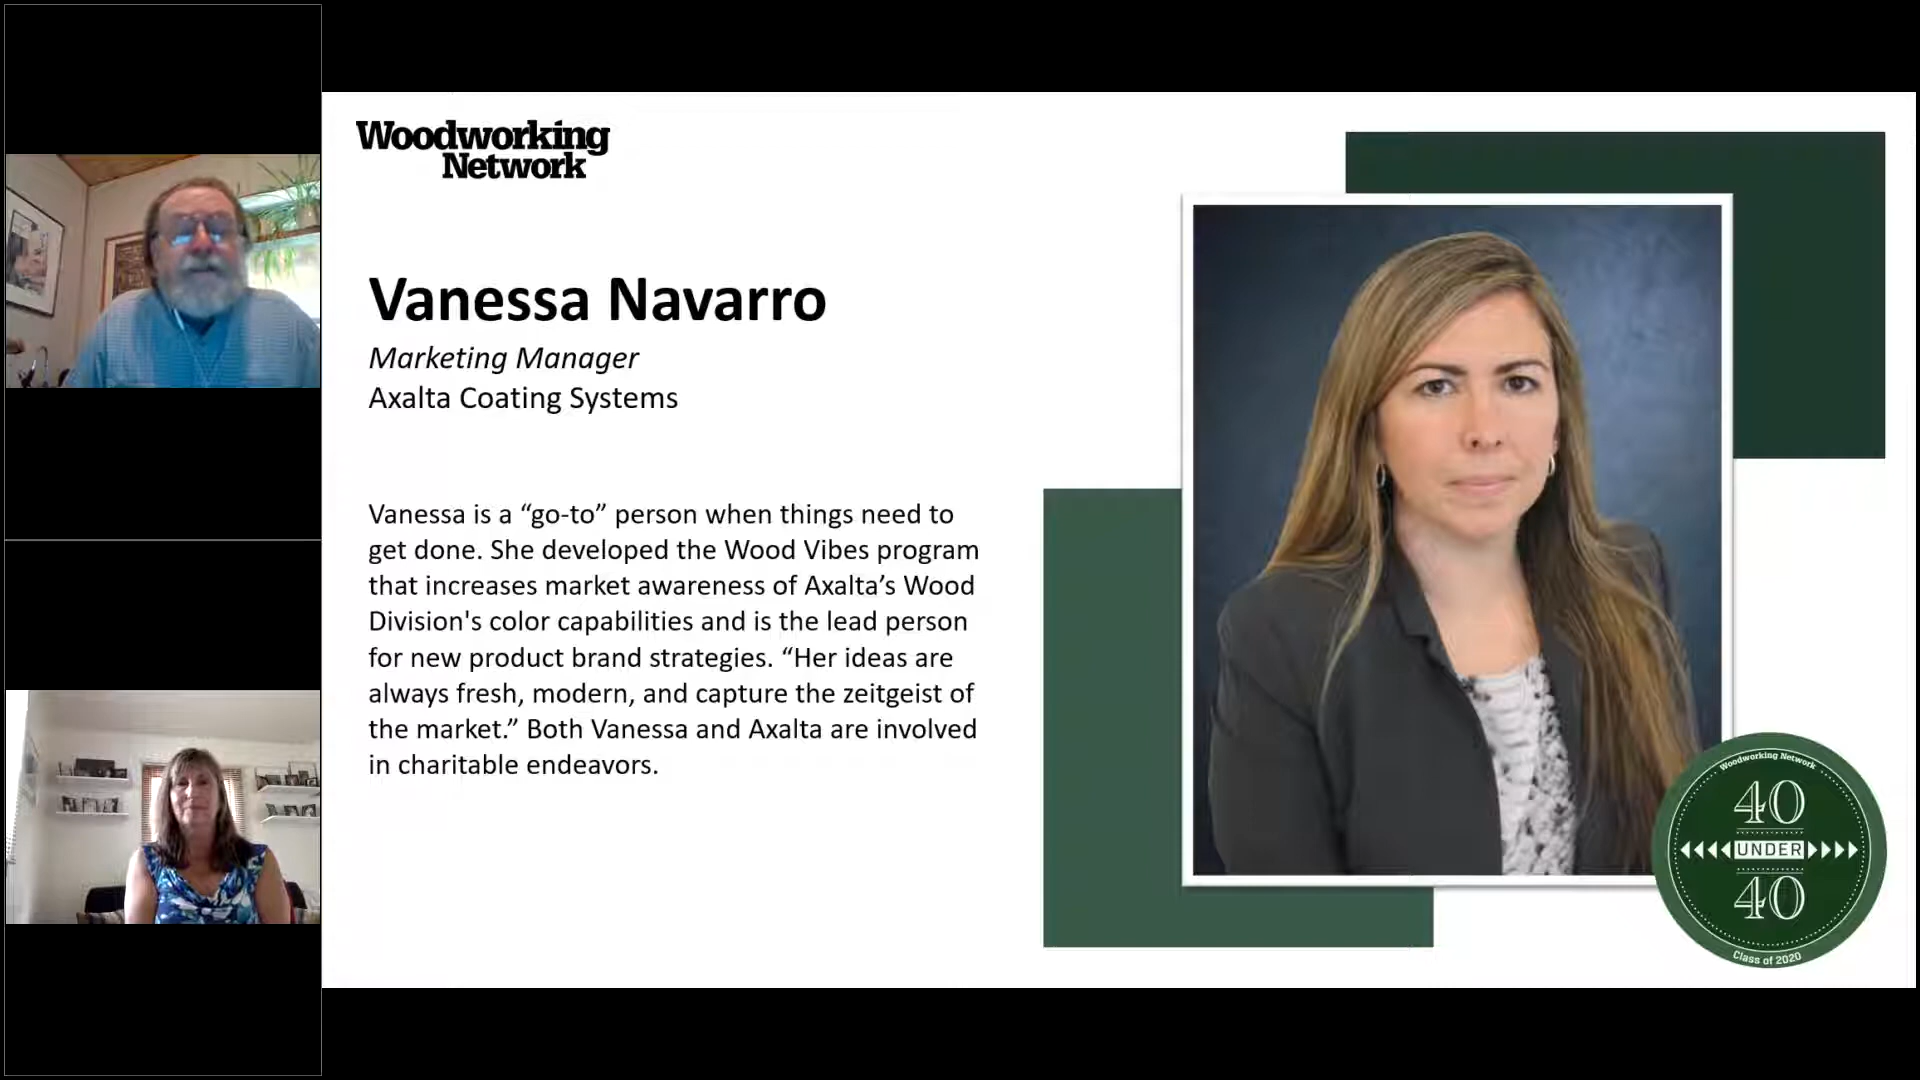 Woodworking
Network
Vanessa Navarro
Marketing Manager
Axalta Coating Systems
Vanessa is a “go-to” person when things need to
get done. She developed the Wood Vibes program
that increases market awareness of Axalta’s Wood
Division's color capabilities and is the lead person
for new product brand strategies. “Her ideas are
always fresh, modern, and capture the zeitgeist of
the market.” Both Vanessa and Axalta are involved
in charitable endeavors.
Woodworking Network
40
UNDER
40
Class of 2020